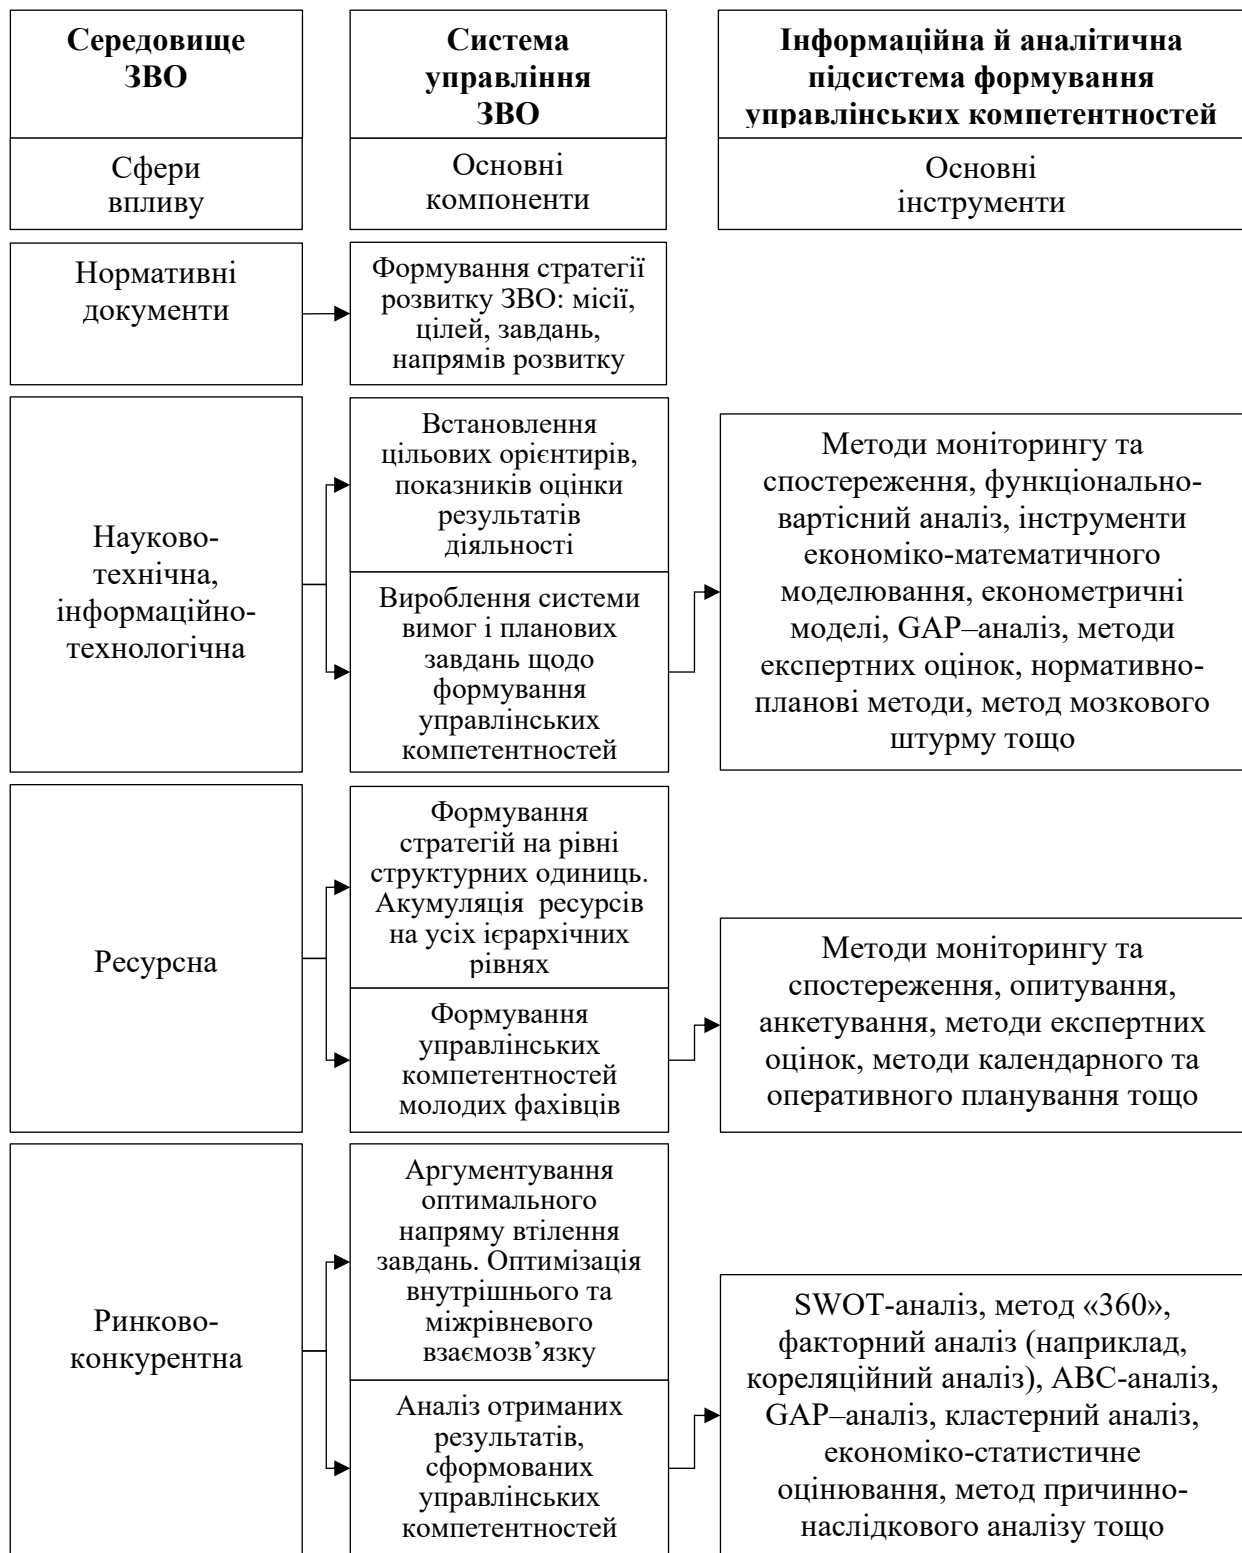 Середовище
ЗВО
Система
управління
ЗВО
Інформаційна й аналітична
підсистема формування
управлінських компетентностей
Сфери
впливу
Основні
компоненти
Основні
інструменти
Нормативні
документи
Формування стратегії
розвитку ЗВО: місії,
цілей, завдань,
напрямів розвитку
Науково-
технічна,
інформаційно-
технологічна
Встановлення
цільових орієнтирів,
показників оцінки
результатів
діяльності
Вироблення системи
вимог і планових
завдань щодо
формування
управлінських
компетентностей
Методи моніторингу та
спостереження, функціонально-
вартісний аналіз, інструменти
економіко-математичного
моделювання, економетричні
моделі, GAP–аналіз, методи
експертних оцінок, нормативно-
планові методи, метод мозкового
штурму тощо
Ресурсна
Формування
стратегій на рівні
структурних одиниць.
Акумуляція ресурсів
на усіх ієрархічних
рівнях
Формування
управлінських
компетентностей
молодих фахівців
Методи моніторингу та
спостереження, опитування,
анкетування, методи експертних
оцінок, методи календарного та
оперативного планування тощо
Ринково-
конкурентна
Аргументування
оптимального
напряму втілення
завдань. Оптимізація
внутрішнього та
міжрівневого
взаємозв’язку
Аналіз отриманих
результатів,
сформованих
управлінських
компетентностей
SWOT-аналіз, метод «360»,
факторний аналіз (наприклад,
кореляційний аналіз), АВС-аналіз,
GAP–аналіз, кластерний аналіз,
економіко-статистичне
оцінювання, метод причинно-
наслідкового аналізу тощо